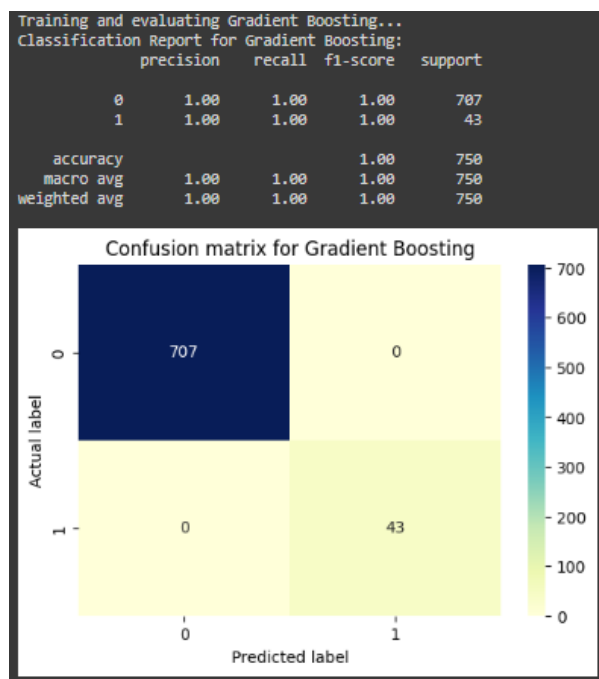 Training and evaluating Gradient Boosting...
Classification Report for Gradient Boosting:
precision recall f1-score support
0 1.00 1.00 1.00 707
1 1.00 1.00 1.00 43
accuracy 1.00 750
macro avg 1.00 1.00 1.00 750
weighted avg 1.00 1.00 1.00 750
Confusion matrix for Gradient Boosting
700
600
500
400
300
200
100
0
Actual label
0
707 0
1
0 43
0 1
Predicted label